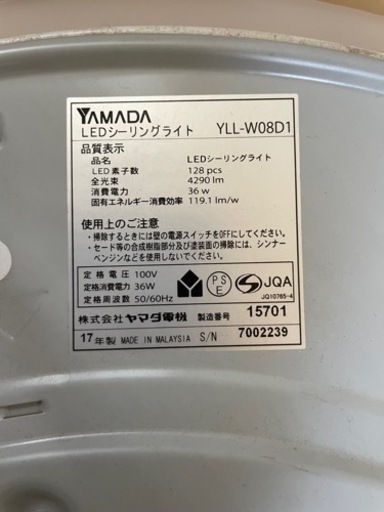 YAMADA
LEDシーリングライト YLL-W08D1
品質表示
品名 LEDシーリングライト
LED素子数 128 pcs
全光束 4290 lm
消費電力 36 w
固有エネルギー消費効率 119.1 lm/w
使用上のご注意
・掃除するときには壁の電源スイッチをOFFにしてください。
・セード等の合成樹脂部分及び塗装面の掃除には、シンナー
ベンジンなどを使用しないでください。
定格電圧 100V
定格消費電力 36W
定格周波数 50/60Hz
PS
E
JQA
JQ10765-4
株式会社 ヤマダ電機 製造番号 15701
17年製 MADE IN MALAYSIA S/N 7002239